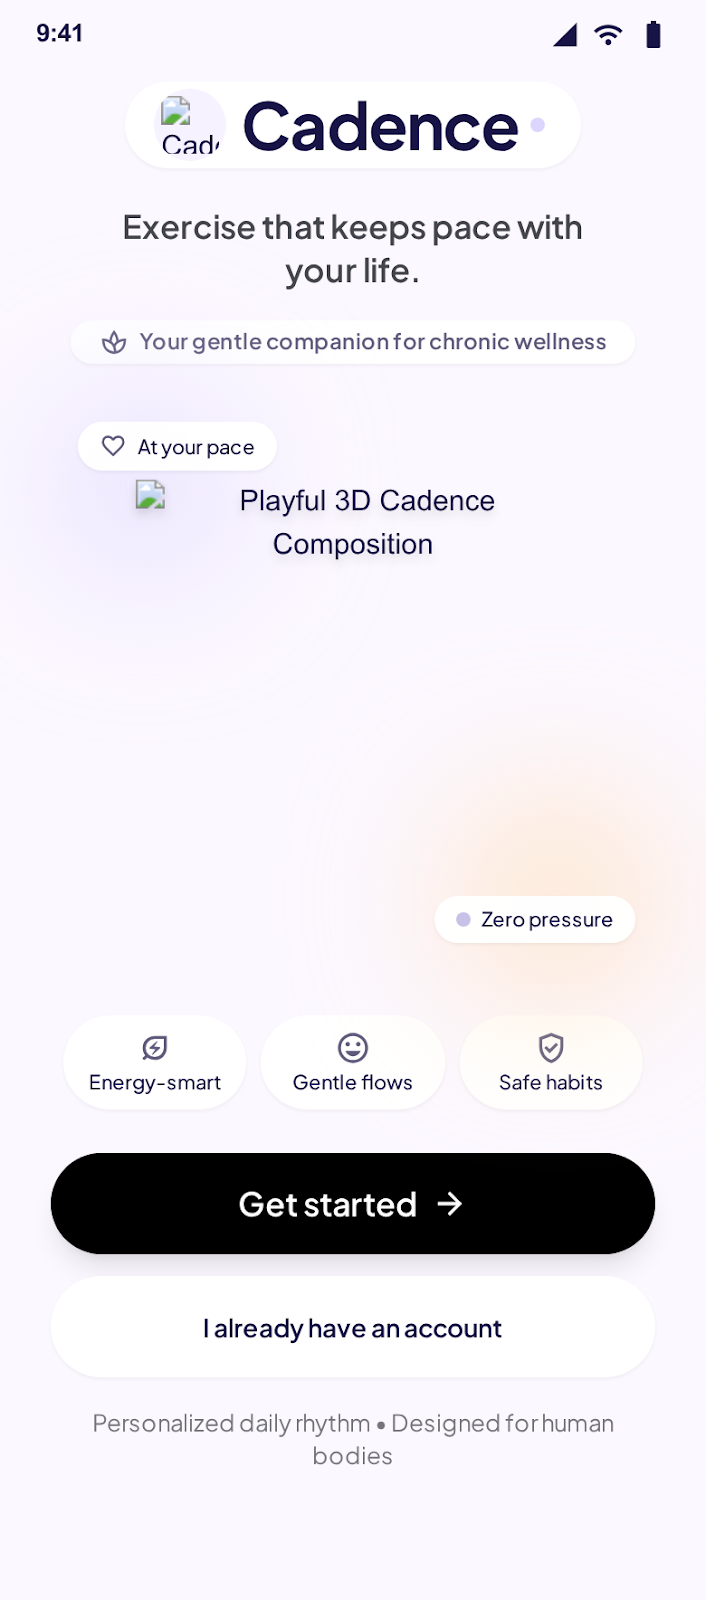 9:41
Cadence
Exercise that keeps pace with
your life.
Your gentle companion for chronic wellness
At your pace
Playful 3D Cadence
Composition
Zero pressure
Energy-smart
Gentle flows
Safe habits
Get started
I already have an account
Personalized daily rhythm • Designed for human
bodies